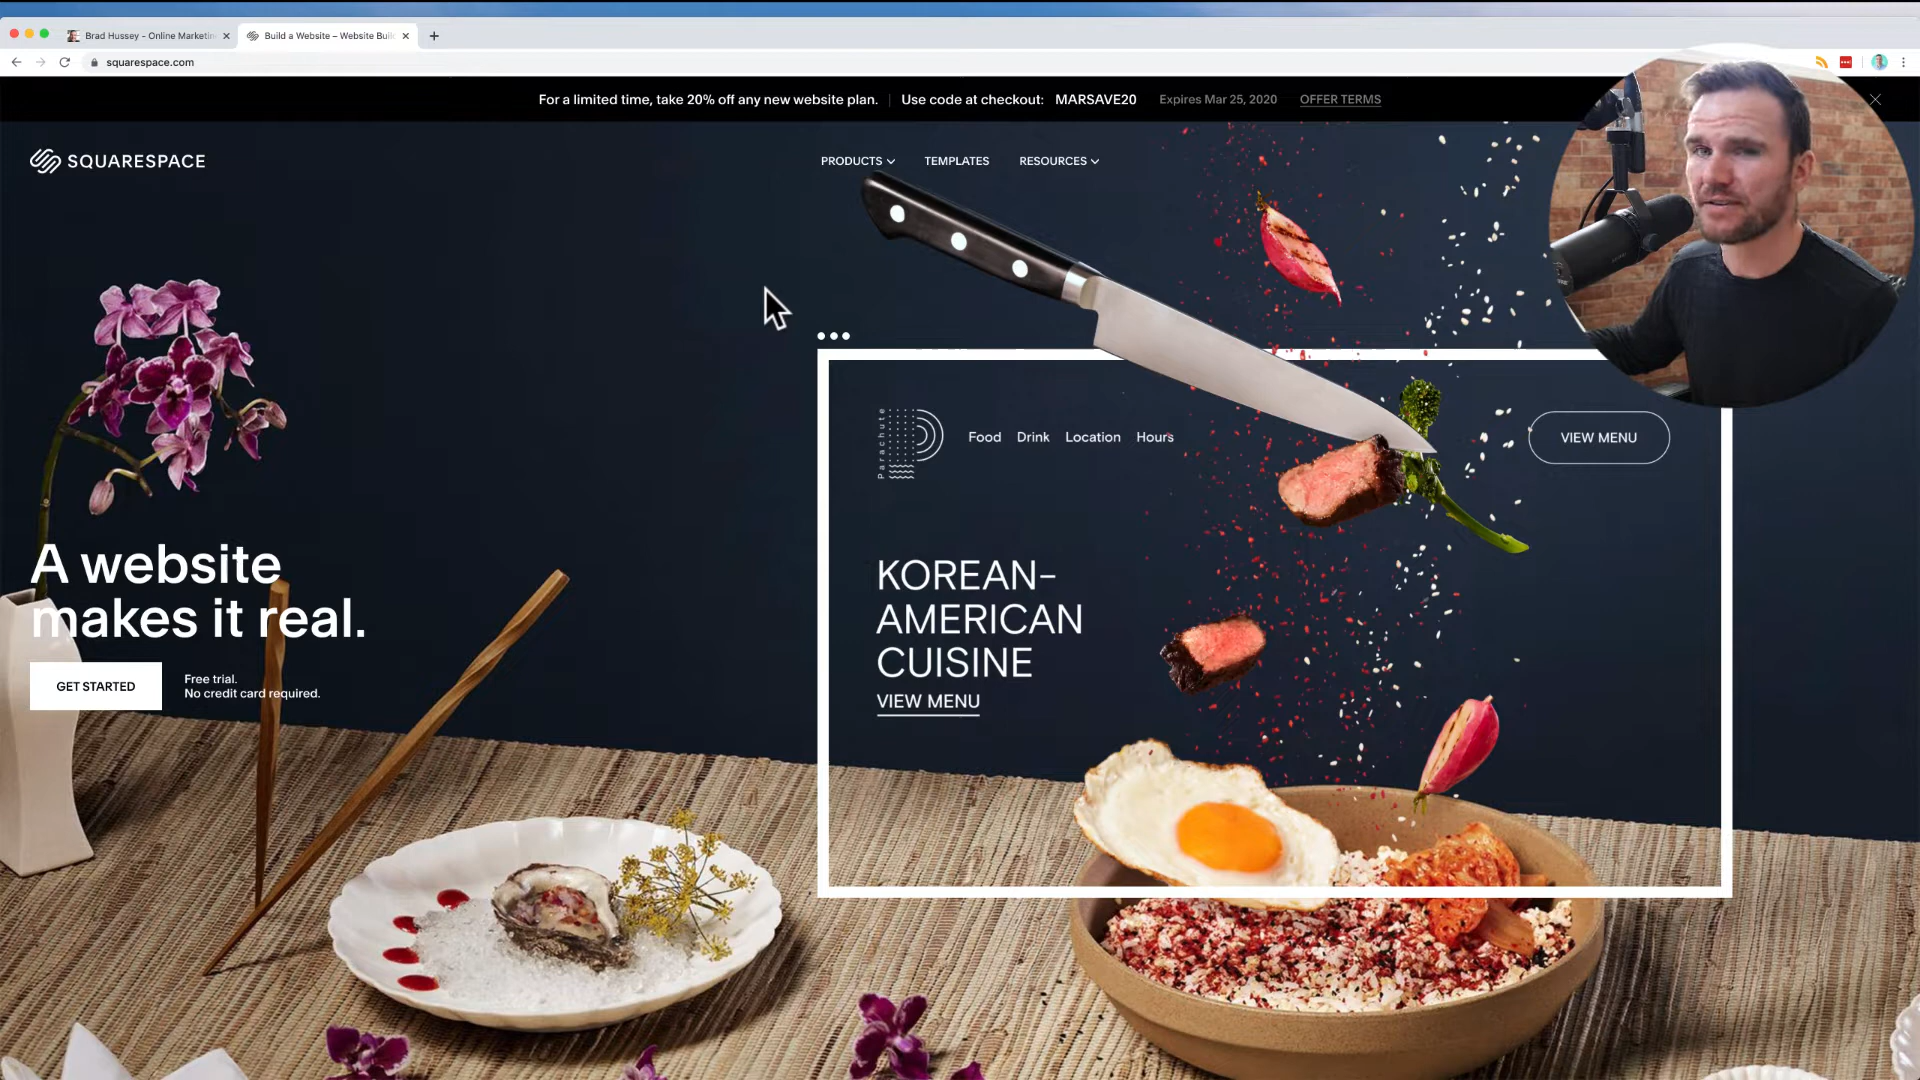 Brad Hussey – Online Marketin
Build a Website – Website Buil
squarespace.com
For a limited time, take 20% off any new website plan. | Use code at checkout: MARSAVE20 Expires Mar 25, 2020 OFFER TERMS
SQUARESPACE
PRODUCTS TEMPLATES RESOURCES
Parachute
Food Drink Location Hours
VIEW MENU
KOREAN-
AMERICAN
CUISINE
VIEW MENU
A website
makes it real.
GET STARTED
Free trial.
No credit card required.